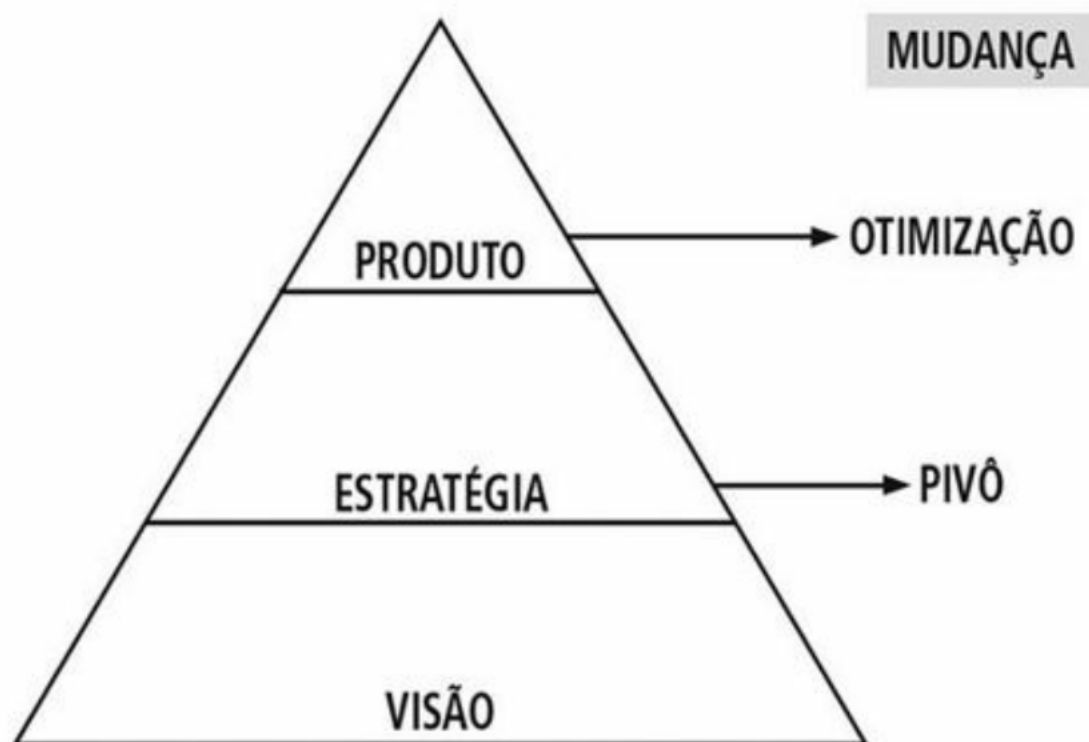 MUDANÇA
OTIMIZAÇÃO
PRODUTO
PIVÔ
ESTRATÉGIA
VISÃO